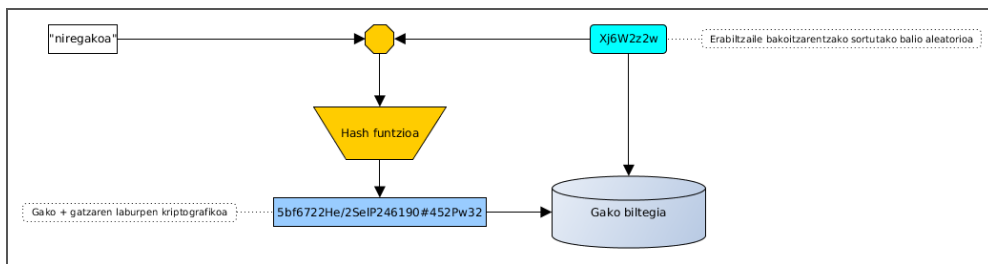 "niregakoa"
Xj6W2z2w
Erabiltzaile bakoitzarentzako sortutako balio aleatorioa
Hash funtzioa
Gako + gatzaren laburpen kriptografikoa
5bf6722He/2SelP246190#452Pw32
Gako biltegia